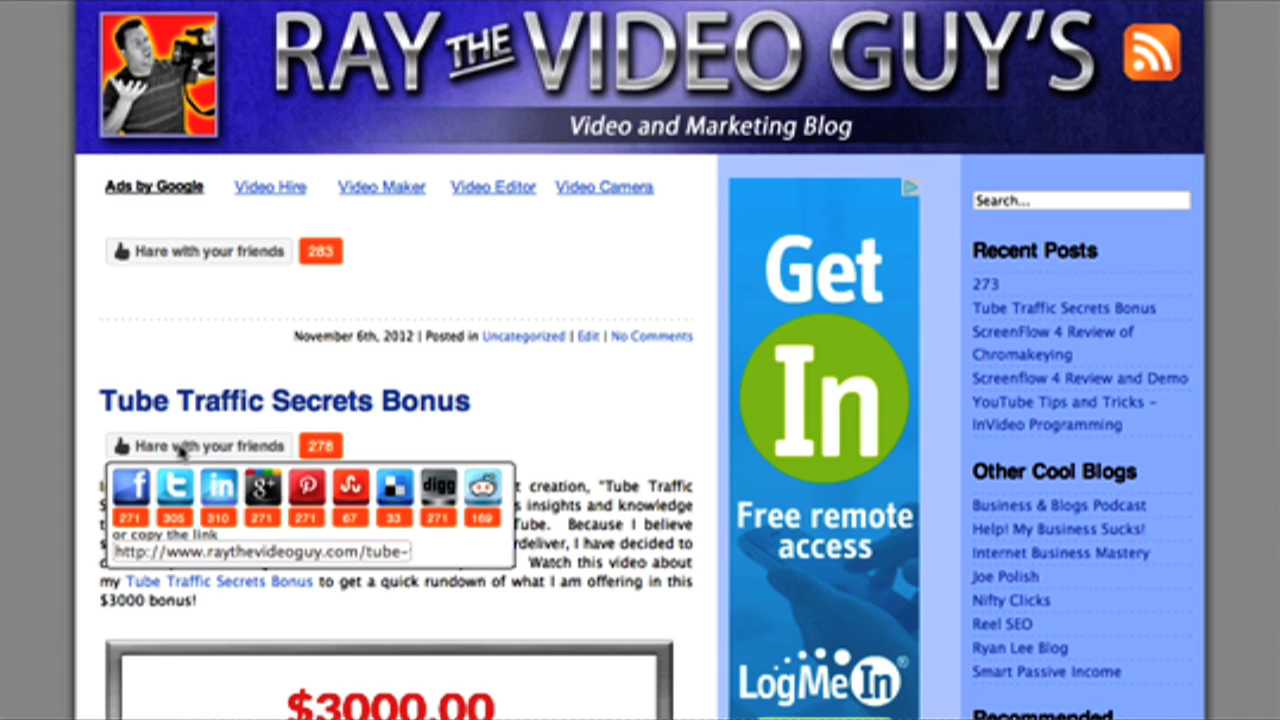 RAY THE VIDEO GUY'S
Video and Marketing Blog
Ads by Google Video Hire Video Maker Video Editor Video Camera
Hare with your friends 283
November 6th, 2012 | Posted in Uncategorized | Edit | No Comments
Tube Traffic Secrets Bonus
Hare with your friends 278
creation, "Tube Traffic
insights and knowledge
Tube. Because I believe
rdeliver, I have decided to
Watch this video about
my Tube Traffic Secrets Bonus to get a quick rundown of what I am offering in this
$3000 bonus!
digg
271 305 310 271 271 67 33 271 169
or copy the link
http://www.raythevideoguy.com/tube-
$3000.00
Get
In
Free remote
access
LogMeIn®
Search...
Recent Posts
273
Tube Traffic Secrets Bonus
ScreenFlow 4 Review of
Chromakeying
Screenflow 4 Review and Demo
YouTube Tips and Tricks –
InVideo Programming
Other Cool Blogs
Business & Blogs Podcast
Help! My Business Sucks!
Internet Business Mastery
Joe Polish
Nifty Clicks
Reel SEO
Ryan Lee Blog
Smart Passive Income
Recommended